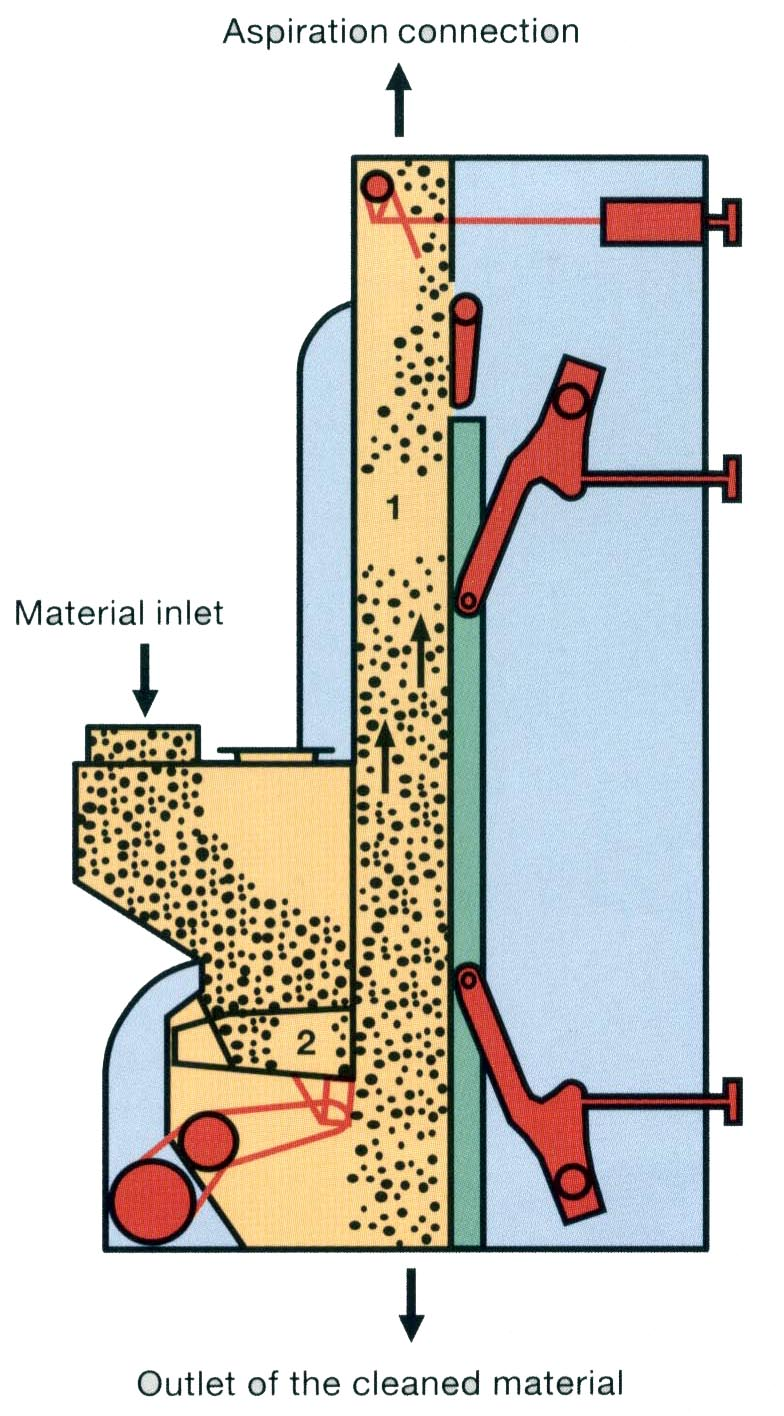 Aspiration connection
1
Material inlet
2
Outlet of the cleaned material